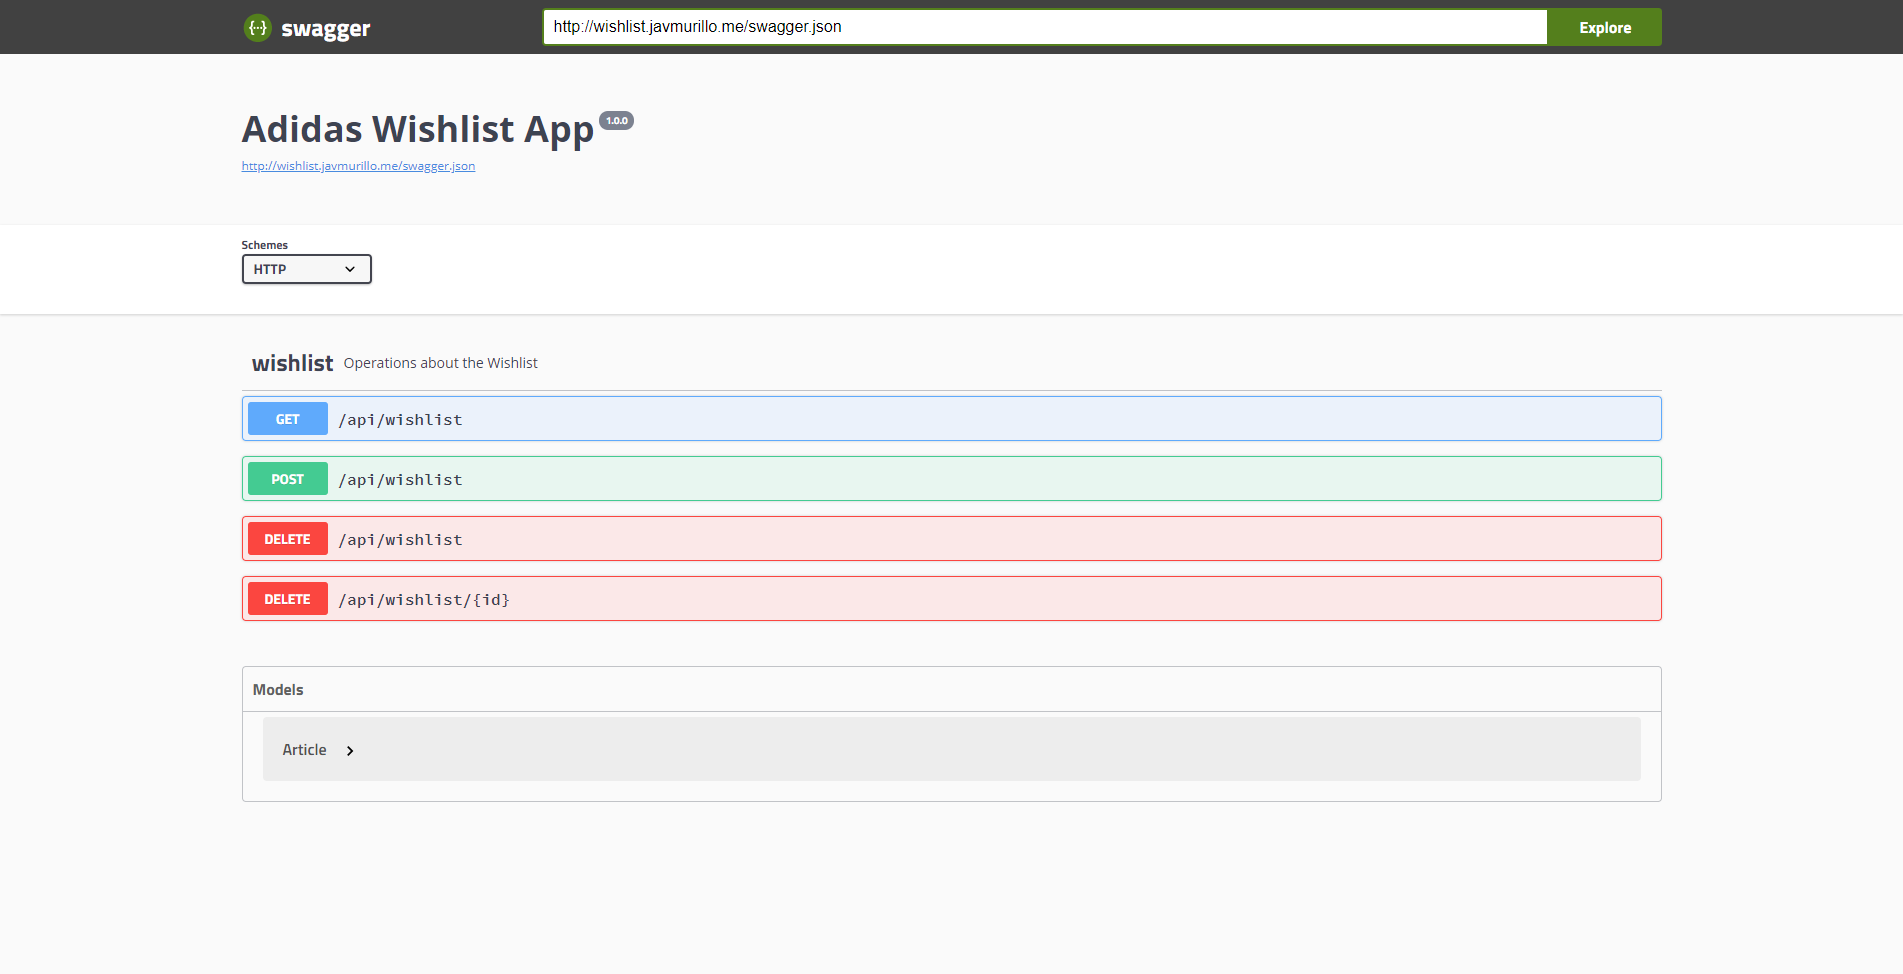 {··} swagger
http://wishlist.javmurillo.me/swagger.json
Explore
Adidas Wishlist App 1.0.0
http://wishlist.javmurillo.me/swagger.json
Schemes
HTTP
wishlist Operations about the Wishlist
GET /api/wishlist
POST /api/wishlist
DELETE /api/wishlist
DELETE /api/wishlist/{id}
Models
Article